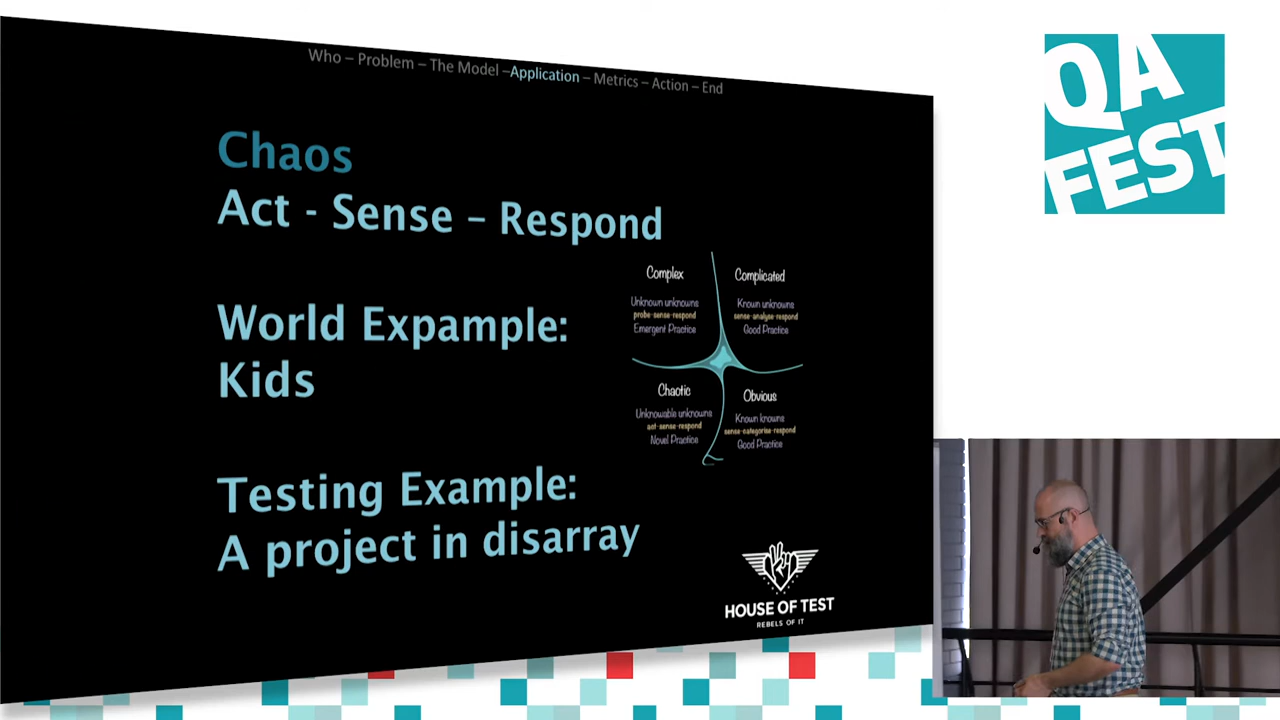 Who – Problem – The Model –Application – Metrics – Action – End
Chaos
Act - Sense – Respond
World Expample:
Kids
Testing Example:
A project in disarray
Complex
Unknown unknowns
probe-sense-respond
Emergent Practice
Complicated
Known unknowns
sense-analyse-respond
Good Practice
Chaotic
Unknowable unknowns
act-sense-respond
Novel Practice
Obvious
Known knowns
sense-categorise-respond
Good Practice
HOUSE OF TEST
REBELS OF IT
QA
FEST